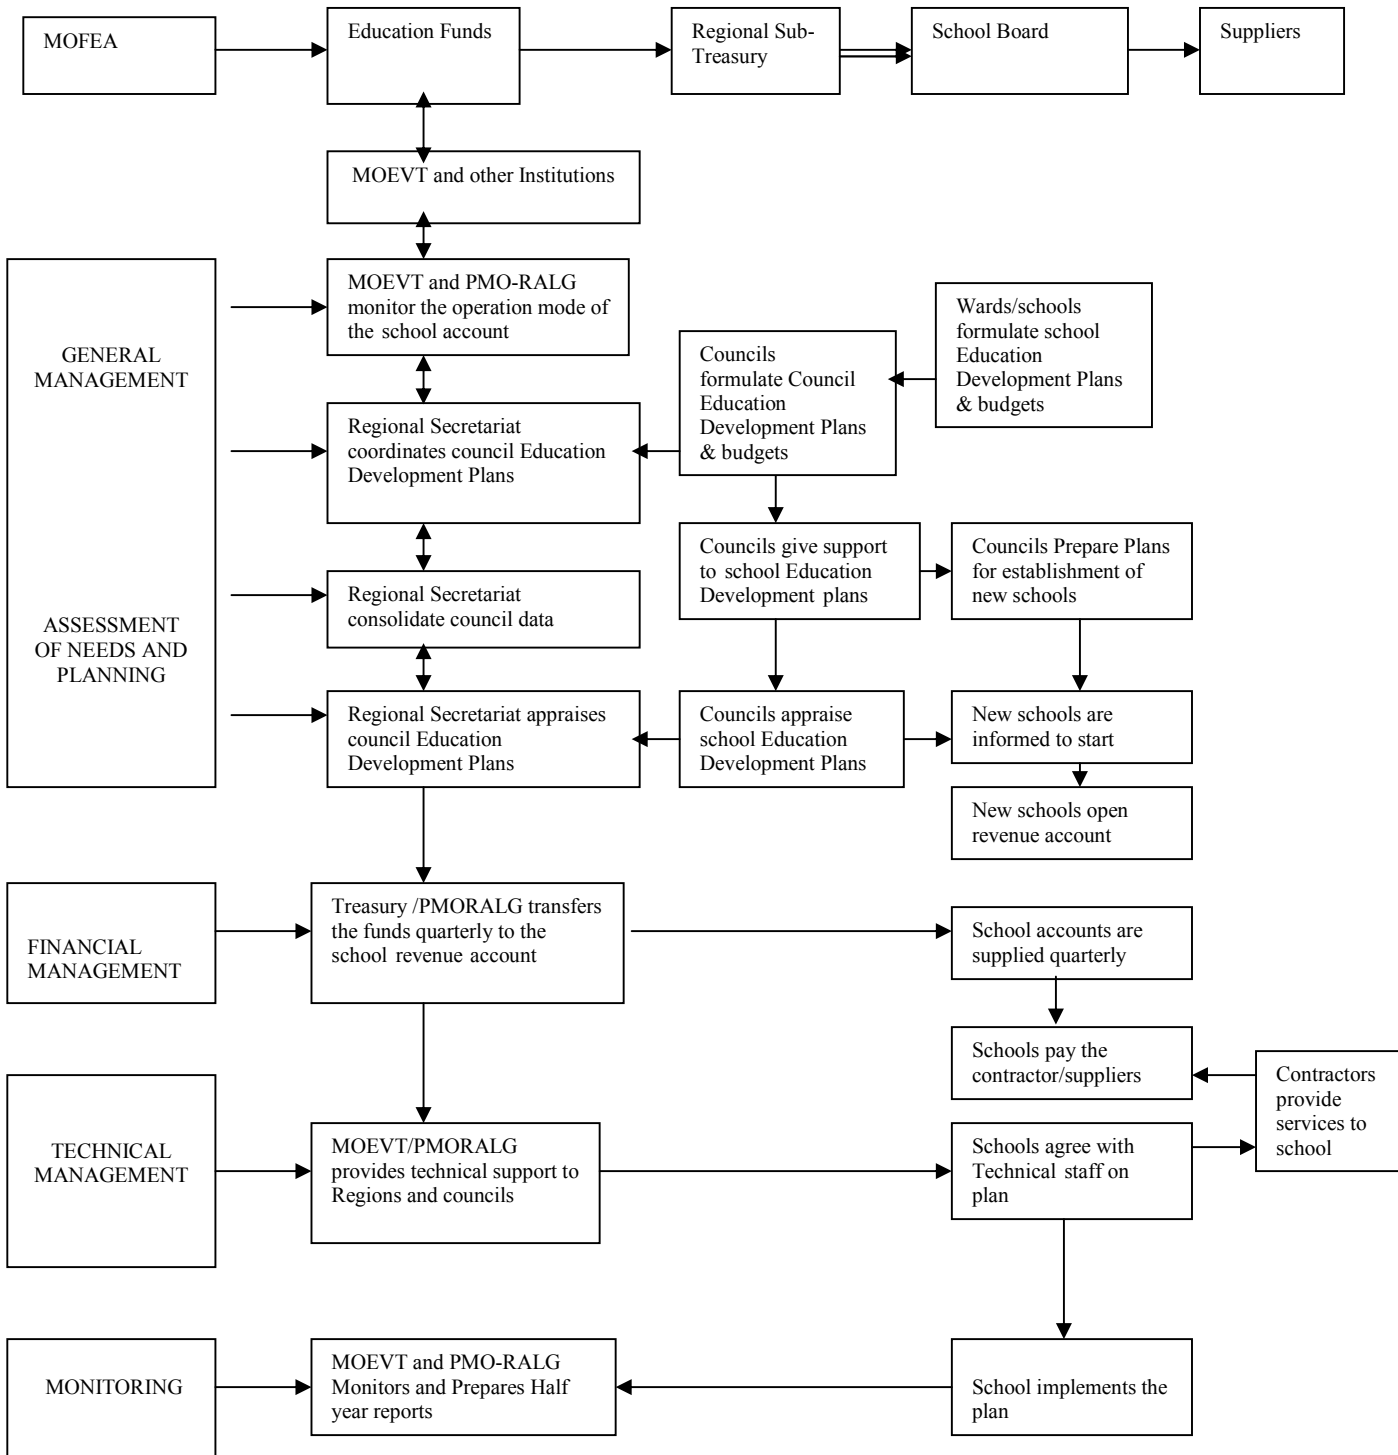 MOFEA
Education Funds
Regional Sub-
Treasury
School Board
Suppliers
MOEVT and other Institutions
GENERAL
MANAGEMENT
ASSESSMENT
OF NEEDS AND
PLANNING
MOEVT and PMO-RALG
monitor the operation mode of
the school account
Wards/schools
formulate school
Education
Development Plans
& budgets
Councils
formulate Council
Education
Development Plans
& budgets
Regional Secretariat
coordinates council Education
Development Plans
Councils give support
to school Education
Development plans
Councils Prepare Plans
for establishment of
new schools
Regional Secretariat
consolidate council data
Regional Secretariat appraises
council Education
Development Plans
Councils appraise
school Education
Development Plans
New schools are
informed to start
New schools open
revenue account
FINANCIAL
MANAGEMENT
Treasury /PMORALG transfers
the funds quarterly to the
school revenue account
School accounts are
supplied quarterly
Schools pay the
contractor/suppliers
Contractors
provide
services to
school
TECHNICAL
MANAGEMENT
MOEVT/PMORALG
provides technical support to
Regions and councils
Schools agree with
Technical staff on
plan
MONITORING
MOEVT and PMO-RALG
Monitors and Prepares Half
year reports
School implements the
plan